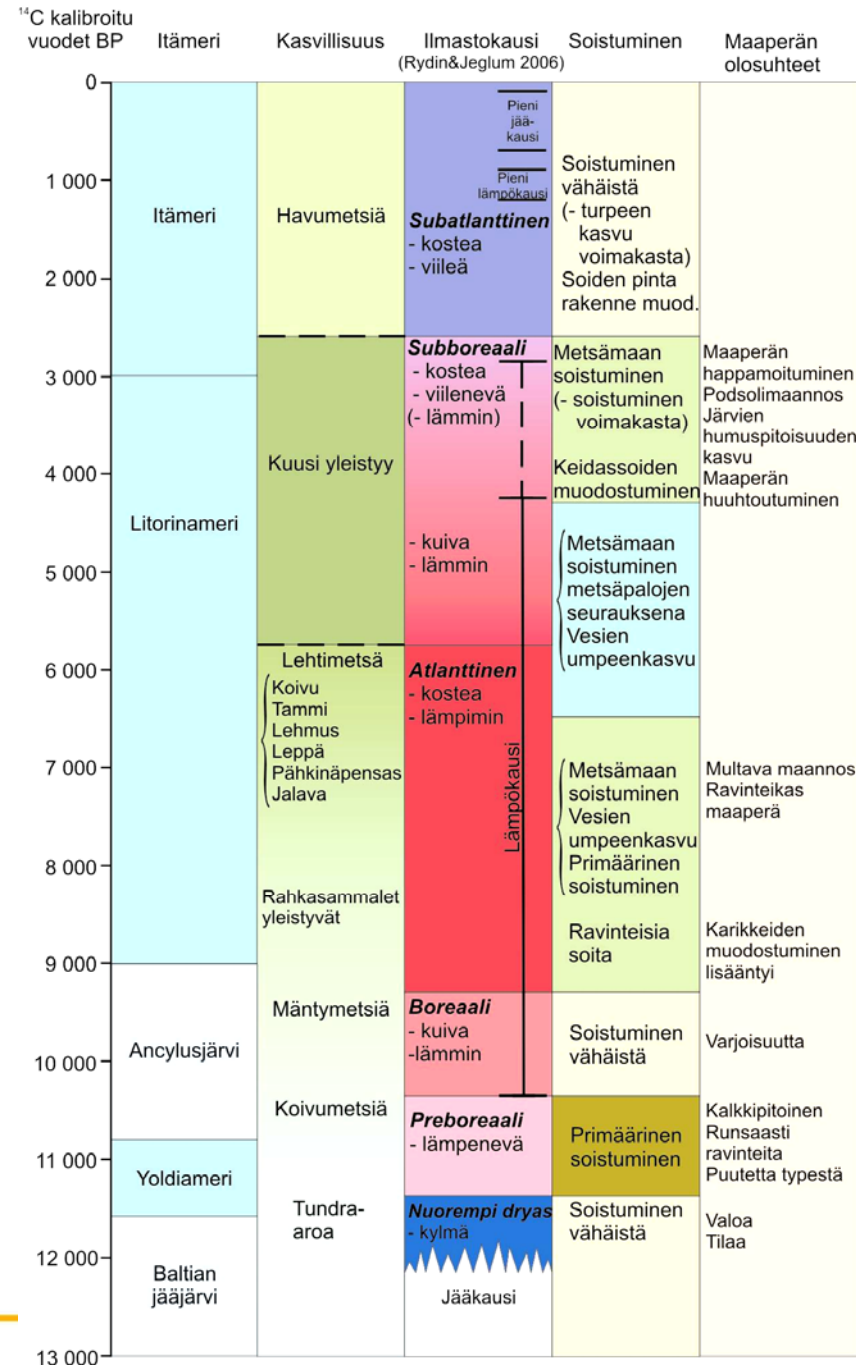 ¹⁴C kalibroitu
vuodet BP
Itämeri
Kasvillisuus
Ilmastokausi
(Rydin&Jeglum 2006)
Soistuminen
Maaperän
olosuhteet
0
1 000
2 000
3 000
4 000
5 000
6 000
7 000
8 000
9 000
10 000
11 000
12 000
13 000
Itämeri
Litorinameri
Ancylusjärvi
Yoldiameri
Baltian
jääjärvi
Havumetsiä
Kuusi yleistyy
Lehtimetsä
Koivu
Tammi
Lehmus
Leppä
Pähkinäpensas
Jalava
Rahkasammalet
yleistyvät
Mäntymetsiä
Koivumetsiä
Tundra-
aroa
Pieni
jää-
kausi
Pieni
lämpökausi
Subatlanttinen
- kostea
- viileä
Subboreaali
- kostea
- viilenevä
(- lämmin)
- kuiva
- lämmin
Atlanttinen
- kostea
- lämpimin
Lämpökausi
Boreaali
- kuiva
-lämmin
Preboreaali
- lämpenevä
Nuorempi dryas
- kylmä
Jääkausi
Soistuminen
vähäistä
(- turpeen
kasvu
voimakasta)
Soiden pinta
rakenne muod.
Metsämaan
soistuminen
(- soistuminen
voimakasta)
Keidassoiden
muodostuminen
Metsämaan
soistuminen
metsäpalojen
seurauksena
Vesien
umpeenkasvu
Metsämaan
soistuminen
Vesien
umpeenkasvu
Primäärinen
soistuminen
Ravinteisia
soita
Soistuminen
vähäistä
Primäärinen
soistuminen
Soistuminen
vähäistä
Maaperän
happamoituminen
Podsolimaannos
Järvien
humuspitoisuuden
kasvu
Maaperän
huuhtoutuminen
Multava maannos
Ravinteikas
maaperä
Karikkeiden
muodostuminen
lisääntyi
Varjoisuutta
Kalkkipitoinen
Runsaasti
ravinteita
Puutetta typestä
Valoa
Tilaa